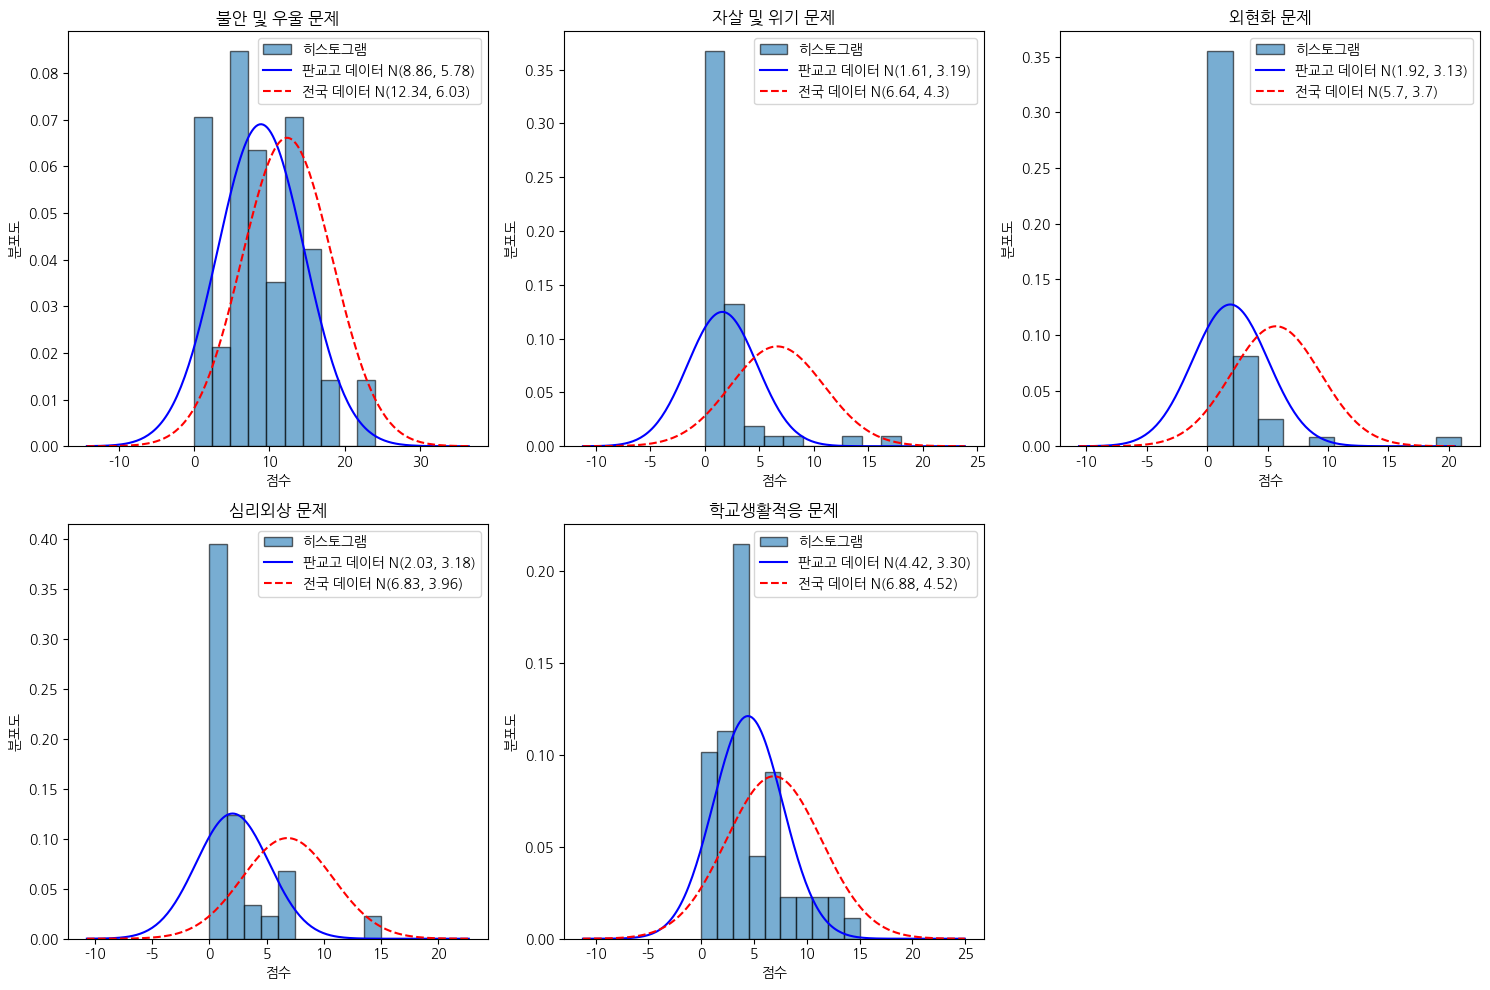 불안 및 우울 문제
히스토그램
판교고 데이터 N(8.86, 5.78)
전국 데이터 N(12.34, 6.03)
분포도
0.08
0.07
0.06
0.05
0.04
0.03
0.02
0.01
0.00
-10 0 10 20 30
점수
자살 및 위기 문제
히스토그램
판교고 데이터 N(1.61, 3.19)
전국 데이터 N(6.64, 4.3)
분포도
0.35
0.30
0.25
0.20
0.15
0.10
0.05
0.00
-10 -5 0 5 10 15 20 25
점수
외현화 문제
히스토그램
판교고 데이터 N(1.92, 3.13)
전국 데이터 N(5.7, 3.7)
분포도
0.35
0.30
0.25
0.20
0.15
0.10
0.05
0.00
-10 -5 0 5 10 15 20
점수
심리외상 문제
히스토그램
판교고 데이터 N(2.03, 3.18)
전국 데이터 N(6.83, 3.96)
분포도
0.40
0.35
0.30
0.25
0.20
0.15
0.10
0.05
0.00
-10 -5 0 5 10 15 20
점수
학교생활적응 문제
히스토그램
판교고 데이터 N(4.42, 3.30)
전국 데이터 N(6.88, 4.52)
분포도
0.20
0.15
0.10
0.05
0.00
-10 -5 0 5 10 15 20 25
점수